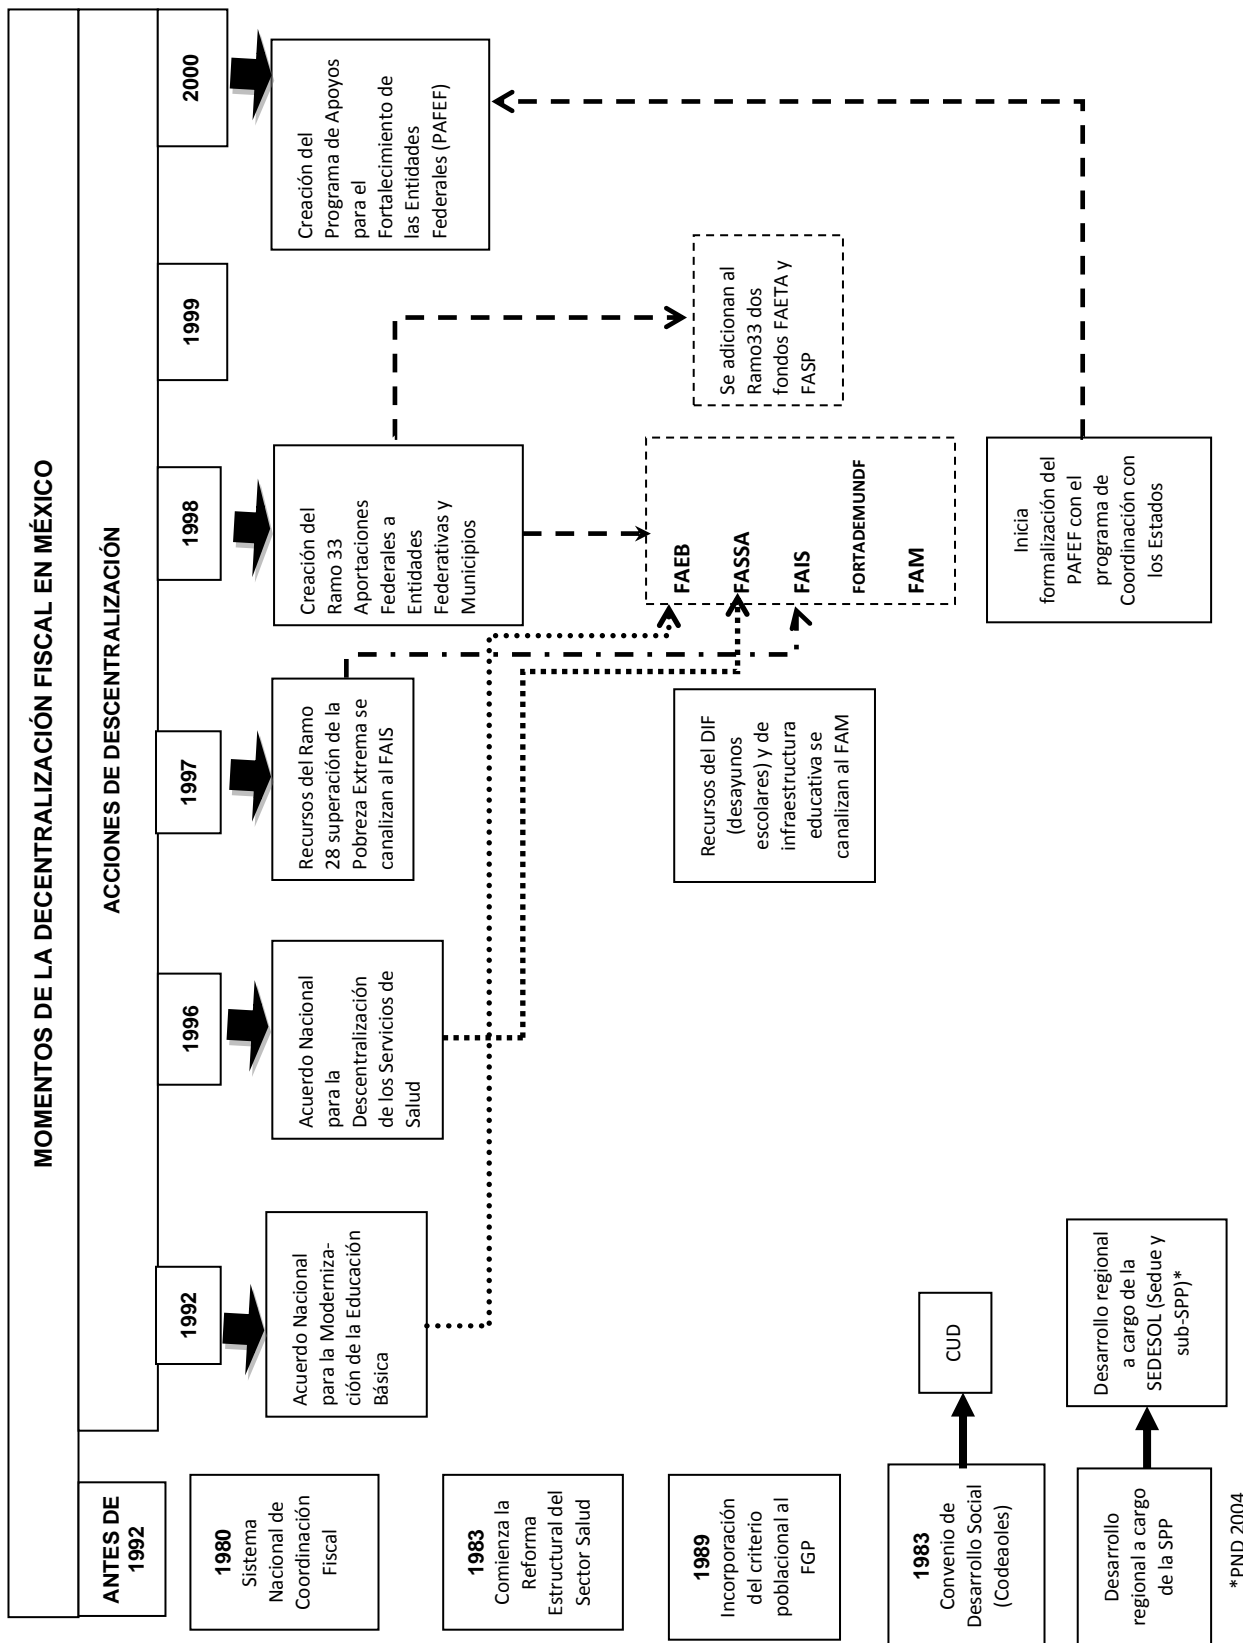 MOMENTOS DE LA DECENTRALIZACIÓN FISCAL EN MÉXICO
ANTES DE
1992
ACCIONES DE DESCENTRALIZACIÓN
1992
1996
1997
1998
1999
2000
1980
Sistema
Nacional de
Coordinación
Fiscal
Acuerdo Nacional
para la Moderniza-
ción de la Educación
Básica
Acuerdo Nacional
para la
Descentralización
de los Servicios de
Salud
Recursos del Ramo
28 superación de la
Pobreza Extrema se
canalizan al FAIS
Creación del
Ramo 33
Aportaciones
Federales a
Entidades
Federativas y
Municipios
Creación del
Programa de Apoyos
para el
Fortalecimiento de
las Entidades
Federales (PAFEF)
1983
Comienza la
Reforma
Estructural del
Sector Salud
1989
Incorporación
del criterio
poblacional al
FGP
Recursos del DIF
(desayunos
escolares) y de
infraestructura
educativa se
canalizan al FAM
FAEB
FASSA
FAIS
FORTADEMUNDF
FAM
Se adicionan al
Ramo33 dos
fondos FAETA y
FASP
1983
Convenio de
Desarrollo Social
(Codeaoles)
CUD
Inicia
formalización del
PAFEF con el
programa de
Coordinación con
los Estados
Desarrollo
regional a cargo
de la SPP
Desarrollo regional
a cargo de la
SEDESOL (Sedue y
sub-SPP)*
*PND 2004